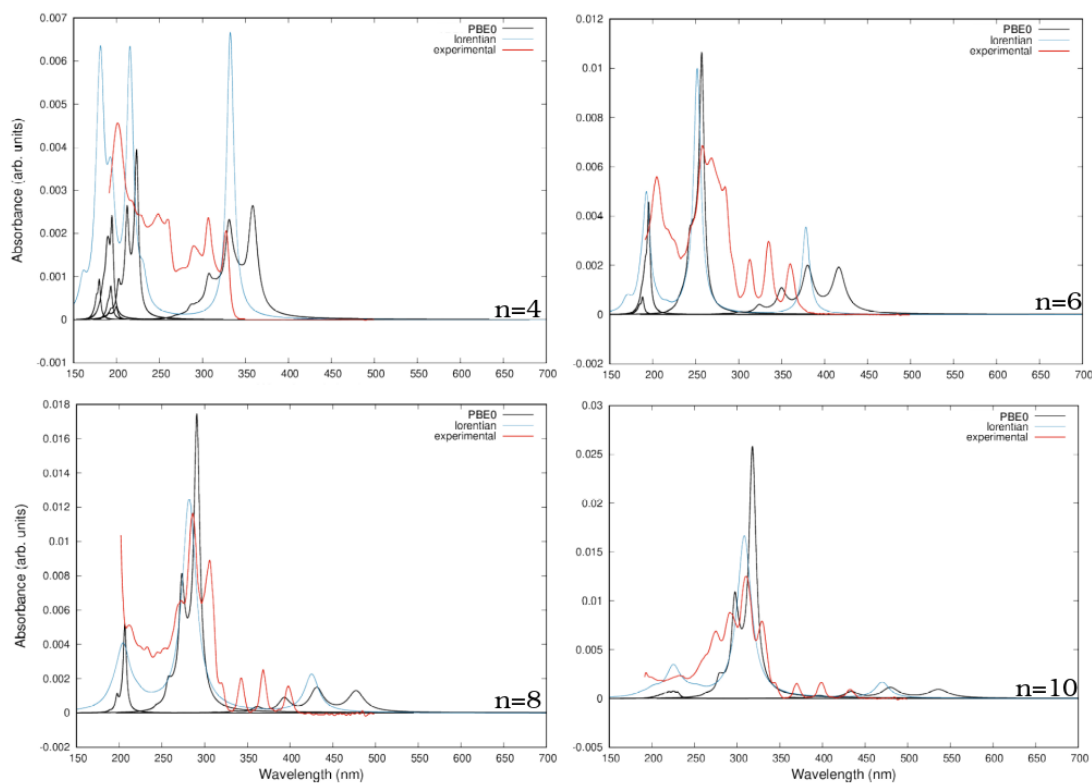 0.007
0.006
0.005
0.004
0.003
0.002
0.001
0
-0.001
Absorbance (arb. units)
PBE0
lorentian
experimental
n=4
150 200 250 300 350 400 450 500 550 600 650 700
0.012
0.01
0.008
0.006
0.004
0.002
0
-0.002
PBE0
lorentian
experimental
n=6
150 200 250 300 350 400 450 500 550 600 650 700
0.018
0.016
0.014
0.012
0.01
0.008
0.006
0.004
0.002
0
-0.002
Absorbance (arb. units)
PBE0
lorentian
experimental
n=8
150 200 250 300 350 400 450 500 550 600 650 700
Wavelength (nm)
0.03
0.025
0.02
0.015
0.01
0.005
0
-0.005
PBE0
lorentian
experimental
n=10
150 200 250 300 350 400 450 500 550 600 650 700
Wavelength (nm)